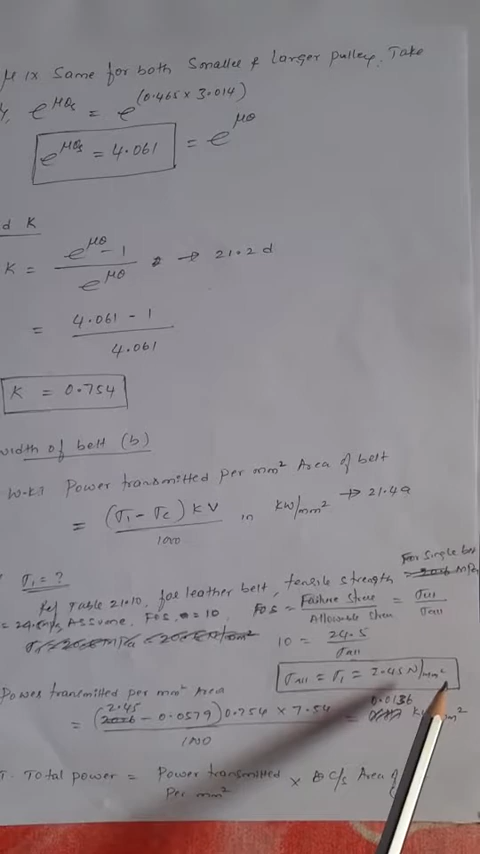 μ is Same for both Smaller & larger pulley, Take
e^μθs = e^(0.465 x 3.014)
e^μθs = 4.061 = e^μθ
d K
K = (e^μθ - 1) / e^μθ → 21.2 d
= (4.061 - 1) / 4.061
K = 0.754
width of belt (b)
W.K.T Power transmitted per mm² Area of belt
= (σ1 - σc) K V / 1000 in KW/mm² → 21.4a
σ1 = ?
For Single belt
Ref Table 21.10, for leather belt, tensile strength
= 24.5 Assume, FOS = 10, FOS = Failure stress / Allowable stress = σult / σall
10 = 24.5 / σall
σall = σ1 = 2.45 N/mm²
Power transmitted per mm² Area
= (2.45 - 0.0579) 0.754 x 7.54 / 1000 = 0.0136 mm²
T. Total power = Power transmitted Per mm² x C/s Area of